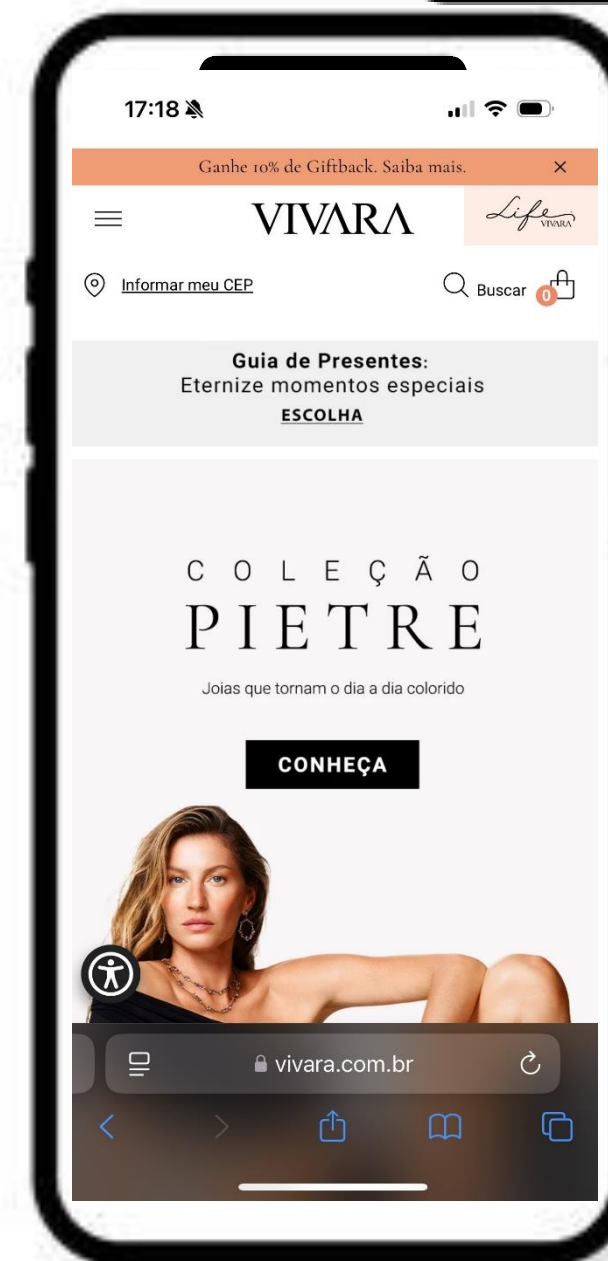 17:18
Ganhe 10% de Giftback. Saiba mais.
VIVARA
Life
VIVARA
Informar meu CEP
Buscar
0
Guia de Presentes:
Eternize momentos especiais
ESCOLHA
COLEÇÃO
PIETRE
Joias que tornam o dia a dia colorido
CONHEÇA
vivara.com.br